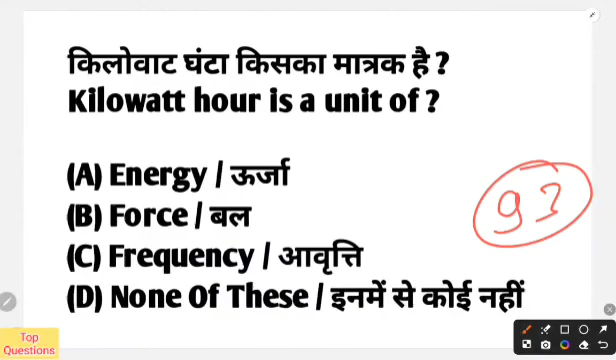 किलोवाट घंटा किसका मात्रक है ?
Kilowatt hour is a unit of ?
(A) Energy / ऊर्जा
(B) Force / बल
(C) Frequency / आवृत्ति
(D) None Of These / इनमें से कोई नहीं
93
Top
Questions